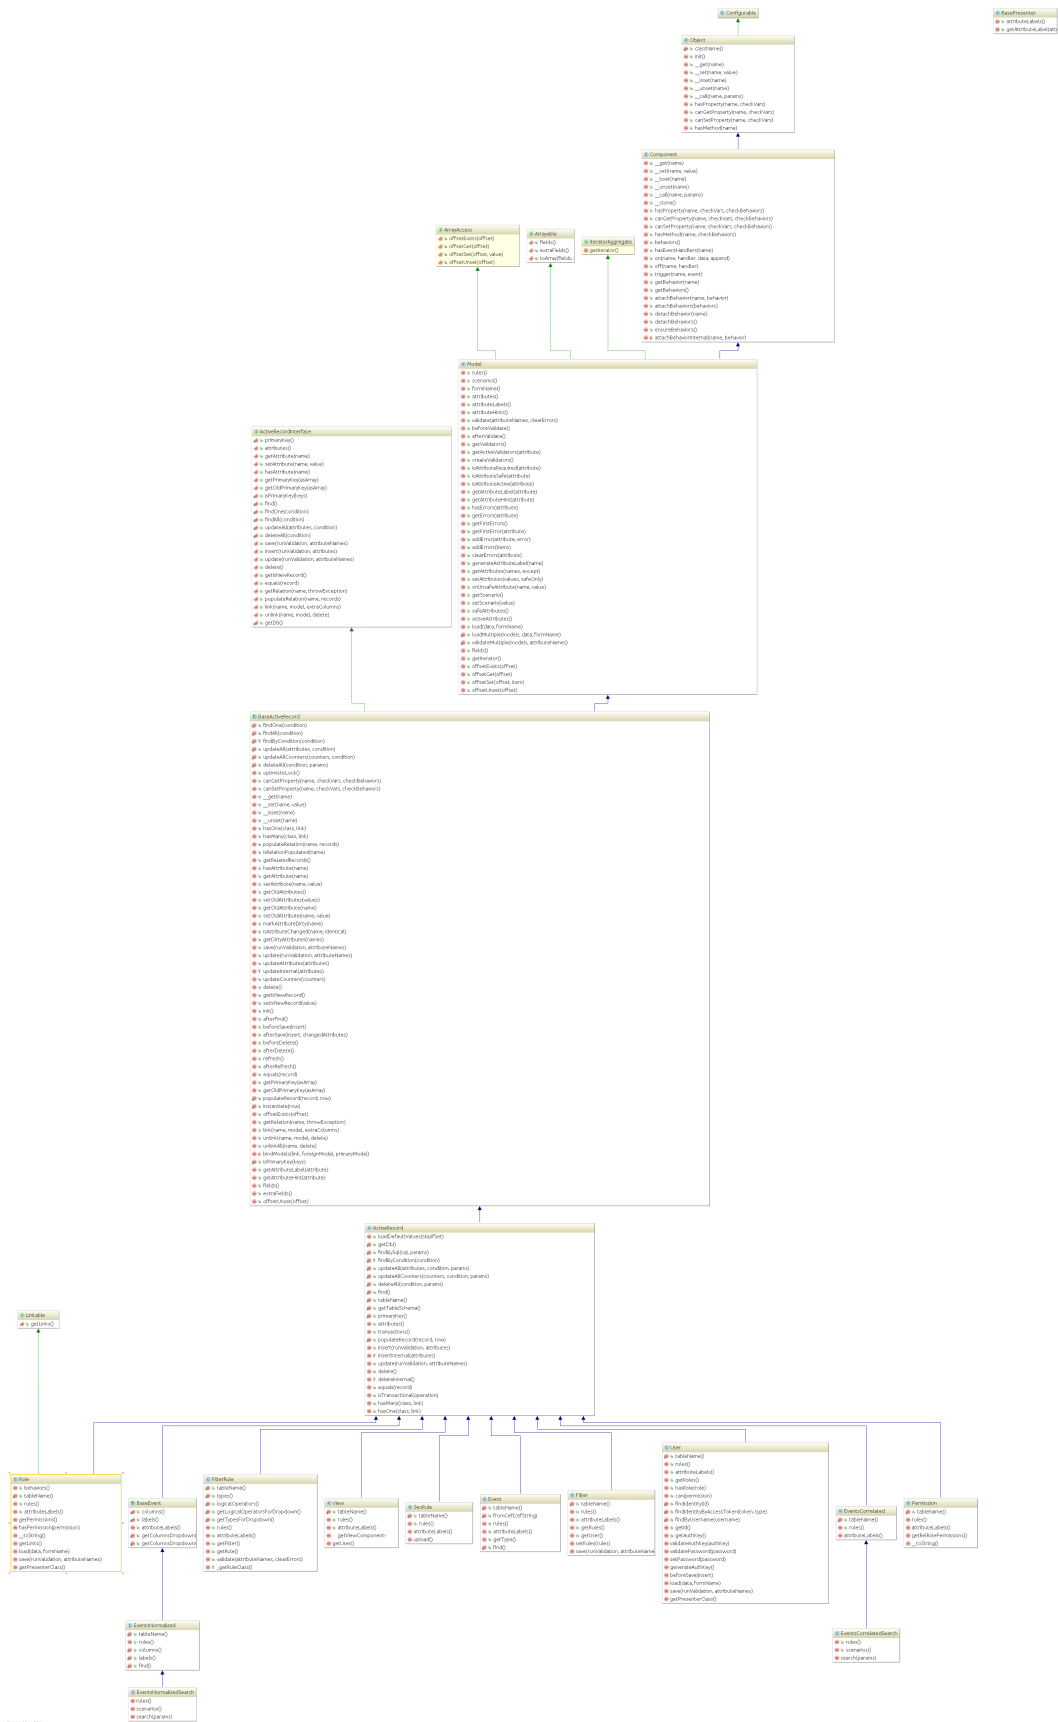 Configurable
BasePresenter
attributeLabels()
getAttributeLabel(att
Object
className()
init()
__get(name)
__set(name, value)
__isset(name)
__unset(name)
__call(name, params)
hasProperty(name, checkVars)
canGetProperty(name, checkVars)
canSetProperty(name, checkVars)
hasMethod(name)
Component
__get(name)
__set(name, value)
__isset(name)
__unset(name)
__call(name, params)
__clone()
hasProperty(name, checkVars, checkBehaviors)
canGetProperty(name, checkVars, checkBehaviors)
canSetProperty(name, checkVars, checkBehaviors)
hasMethod(name, checkBehaviors)
behaviors()
hasEventHandlers(name)
on(name, handler, data, append)
off(name, handler)
trigger(name, event)
getBehavior(name)
getBehaviors()
attachBehavior(name, behavior)
attachBehaviors(behaviors)
detachBehavior(name)
detachBehaviors()
ensureBehaviors()
attachBehaviorInternal(name, behavior)
ArrayAccess
offsetExists(offset)
offsetGet(offset)
offsetSet(offset, value)
offsetUnset(offset)
Arrayable
fields()
extraFields()
toArray(fields,
IteratorAggregate
getIterator()
Model
rules()
scenarios()
formName()
attributes()
attributeLabels()
attributeHints()
validate(attributeNames, clearErrors)
beforeValidate()
afterValidate()
getValidators()
getActiveValidators(attribute)
createValidators()
isAttributeRequired(attribute)
isAttributeSafe(attribute)
isAttributeActive(attribute)
getAttributeLabel(attribute)
getAttributeHint(attribute)
hasErrors(attribute)
getErrors(attribute)
getFirstErrors()
getFirstError(attribute)
addError(attribute, error)
addErrors(items)
clearErrors(attribute)
generateAttributeLabel(name)
getAttributes(names, except)
setAttributes(values, safeOnly)
onUnsafeAttribute(name, value)
getScenario()
setScenario(value)
safeAttributes()
activeAttributes()
load(data, formName)
loadMultiple(models, data, formName)
validateMultiple(models, attributeNames)
fields()
getIterator()
offsetExists(offset)
offsetGet(offset)
offsetSet(offset, item)
offsetUnset(offset)
ActiveRecordInterface
primaryKey()
attributes()
getAttribute(name)
setAttribute(name, value)
hasAttribute(name)
getPrimaryKey(asArray)
getOldPrimaryKey(asArray)
isPrimaryKey(keys)
find()
findOne(condition)
findAll(condition)
updateAll(attributes, condition)
deleteAll(condition)
save(runValidation, attributeNames)
insert(runValidation, attributes)
update(runValidation, attributeNames)
delete()
getIsNewRecord()
equals(record)
getRelation(name, throwException)
populateRelation(name, records)
link(name, model, extraColumns)
unlink(name, model, delete)
getDb()
BaseActiveRecord
findOne(condition)
findAll(condition)
findByCondition(condition)
updateAll(attributes, condition)
updateAllCounters(counters, condition)
deleteAll(condition, params)
optimisticLock()
canGetProperty(name, checkVars, checkBehaviors)
canSetProperty(name, checkVars, checkBehaviors)
__get(name)
__set(name, value)
__isset(name)
__unset(name)
hasOne(class, link)
hasMany(class, link)
populateRelation(name, records)
isRelationPopulated(name)
getRelatedRecords()
hasAttribute(name)
getAttribute(name)
setAttribute(name, value)
getOldAttributes()
setOldAttributes(values)
getOldAttribute(name)
setOldAttribute(name, value)
markAttributeDirty(name)
isAttributeChanged(name, identical)
getDirtyAttributes(names)
save(runValidation, attributeNames)
update(runValidation, attributeNames)
updateAttributes(attributes)
updateInternal(attributes)
updateCounters(counters)
delete()
getIsNewRecord()
setIsNewRecord(value)
init()
afterFind()
beforeSave(insert)
afterSave(insert, changedAttributes)
beforeDelete()
afterDelete()
refresh()
afterRefresh()
equals(record)
getPrimaryKey(asArray)
getOldPrimaryKey(asArray)
populateRecord(record, row)
instantiate(row)
offsetExists(offset)
getRelation(name, throwException)
link(name, model, extraColumns)
unlink(name, model, delete)
unlinkAll(name, delete)
bindModels(link, foreignModel, primaryModel)
isPrimaryKey(keys)
getAttributeLabel(attribute)
getAttributeHint(attribute)
fields()
extraFields()
offsetUnset(offset)
ActiveRecord
loadDefaultValues(skipIfSet)
getDb()
findBySql(sql, params)
findByCondition(condition)
updateAll(attributes, condition, params)
updateAllCounters(counters, condition, params)
deleteAll(condition, params)
find()
tableName()
getTableSchema()
primaryKey()
attributes()
transactions()
populateRecord(record, row)
insert(runValidation, attributes)
insertInternal(attributes)
update(runValidation, attributeNames)
delete()
deleteInternal()
equals(record)
isTransactional(operation)
hasMany(class, link)
hasOne(class, link)
Linkable
getLinks()
Role
behaviors()
tableName()
rules()
attributeLabels()
getPermissions()
hasPermission(permission)
__toString()
getLinks()
load(data, formName)
save(runValidation, attributeNames)
getPresenterClass()
BaseEvent
columns()
labels()
attributeLabels()
getColumnsDropdown(
getColumnsDropdown(
FilterRule
tableName()
types()
logicalOperators()
getLogicalOperatorsForDropdown()
getTypesForDropdown()
rules()
attributeLabels()
getFilter()
getRule()
validate(attributeNames, clearErrors)
_getRuleClass()
View
tableName()
rules()
attributeLabels()
getViewComponent(
getUser()
SecRule
tableName()
rules()
attributeLabels()
upload()
Event
tableName()
fromCef(cefString)
rules()
attributeLabels()
getType()
find()
Filter
tableName()
rules()
attributeLabels()
getRules()
getUser()
setRules(rules)
save(runValidation, attributeName
User
tableName()
rules()
attributeLabels()
getRoles()
hasRole(role)
can(permission)
findIdentity(id)
findIdentityByAccessToken(token, type)
findByUsername(username)
getId()
getAuthKey()
validateAuthKey(authKey)
validatePassword(password)
setPassword(password)
generateAuthKey()
beforeSave(insert)
load(data, formName)
save(runValidation, attributeNames)
getPresenterClass()
EventsCorrelated
tableName()
rules()
attributeLabels()
Permission
tableName()
rules()
attributeLabels()
getRelRolePermissions()
__toString()
EventsNormalized
tableName()
rules()
columns()
labels()
find()
EventsCorrelatedSearch
rules()
scenarios()
search(params)
EventsNormalizedSearch
rules()
scenarios()
search(params)